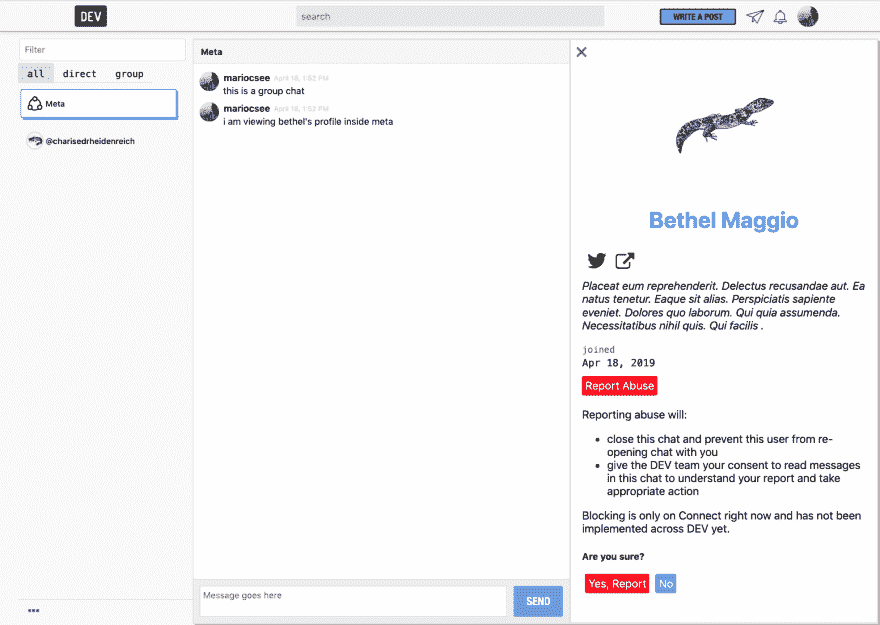 DEV
search
WRITE A POST
Filter
all direct group
Meta
@charisedrheidenreich
Meta
mariocsee April 18, 1:52 PM
this is a group chat
mariocsee April 18, 1:52 PM
i am viewing bethel's profile inside meta
Message goes here
SEND
Bethel Maggio
Placeat eum reprehenderit. Delectus recusandae aut. Ea
natus tenetur. Eaque sit alias. Perspiciatis sapiente
eveniet. Dolores quo laborum. Qui quia assumenda.
Necessitatibus nihil quis. Qui facilis .
joined
Apr 18, 2019
Report Abuse
Reporting abuse will:
close this chat and prevent this user from re-
opening chat with you
give the DEV team your consent to read messages
in this chat to understand your report and take
appropriate action
Blocking is only on Connect right now and has not been
implemented across DEV yet.
Are you sure?
Yes, Report No